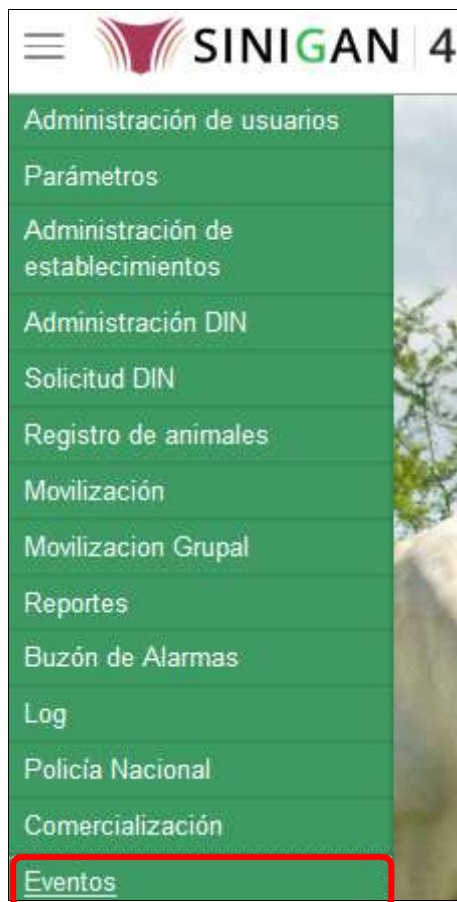 SINIGAN 4
Administración de usuarios
Parámetros
Administración de
establecimientos
Administración DIN
Solicitud DIN
Registro de animales
Movilización
Movilizacion Grupal
Reportes
Buzón de Alarmas
Log
Policía Nacional
Comercialización
Eventos